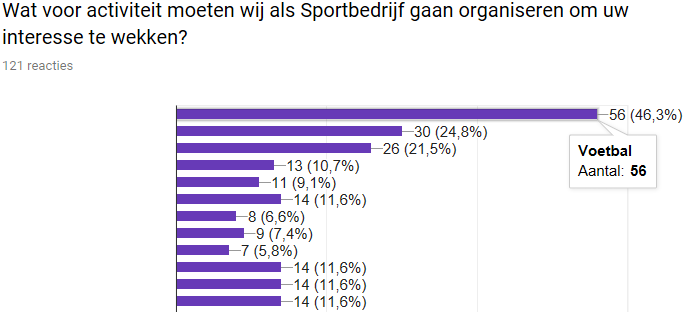 Wat voor activiteit moeten wij als Sportbedrijf gaan organiseren om uw
interesse te wekken?
121 reacties
56 (46,3%)
30 (24,8%)
Voetbal
26 (21,5%)
Aantal: 56
13 (10,7%)
11 (9,1%)
14 (11,6%)
8 (6,6%)
9 (7,4%)
7 (5,8%)
14 (11,6%)
14 (11,6%)
14 (11,6%)